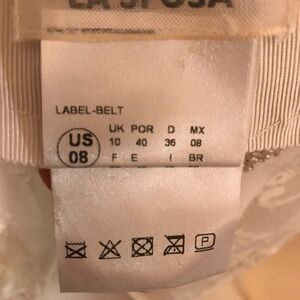 LA SPOSA
LABEL-BELT
US 08
UK POR D MX
10 40 36 08
F E I BR
P